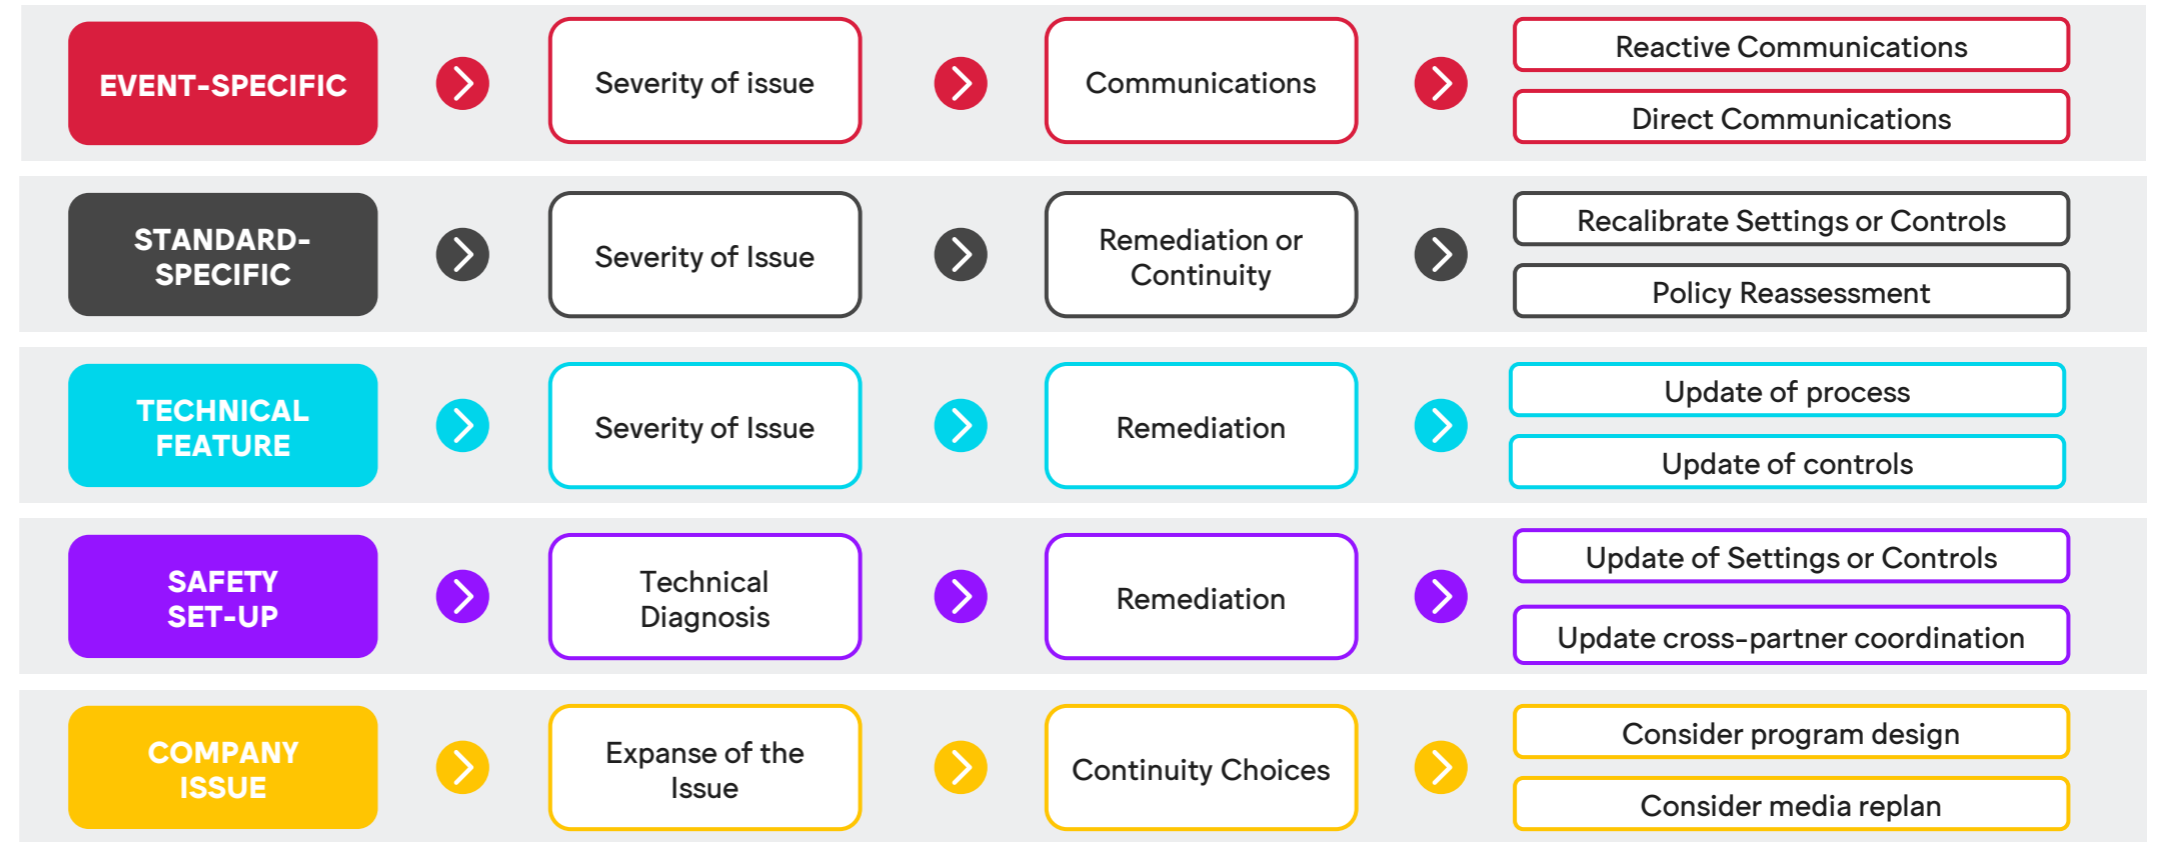 EVENT-SPECIFIC
Severity of issue
Communications
Reactive Communications
Direct Communications
STANDARD-
SPECIFIC
Severity of Issue
Remediation or
Continuity
Recalibrate Settings or Controls
Policy Reassessment
TECHNICAL
FEATURE
Severity of Issue
Remediation
Update of process
Update of controls
SAFETY
SET-UP
Technical
Diagnosis
Remediation
Update of Settings or Controls
Update cross-partner coordination
COMPANY
ISSUE
Expanse of the
Issue
Continuity Choices
Consider program design
Consider media replan